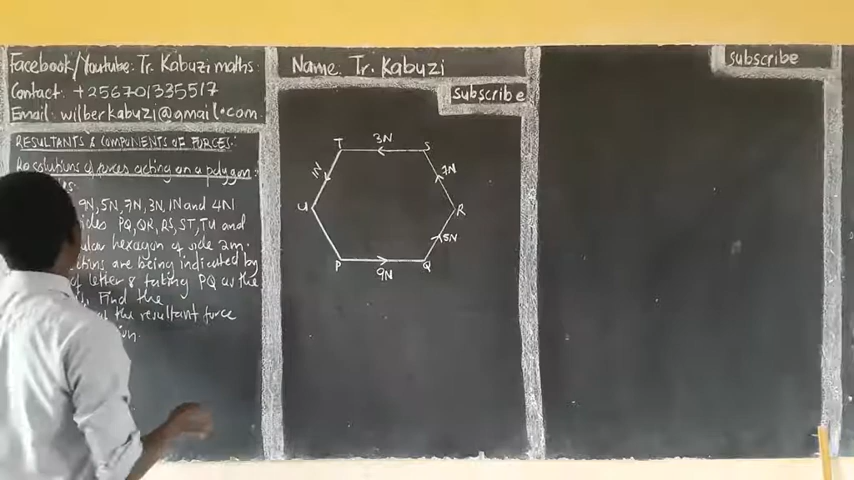 Facebook/Youtube: Tr. Kabuzi maths
Contact: +256701335517
Email: wilberkabuzi@gmail.com
RESULTANTS & COMPONENTS OF FORCES:
Resolutions of forces acting on a polygon:
9N, 5N, 7N, 3N, 1N and 4N
PQ, QR, RS, ST, TU and
hexagon of side 2m.
are being indicated by
of letters taking PQ as the
Find the
the resultant force
Name: Tr. Kabuzi
Subscribe
T 3N S
1N 7N
U R
5N
P 9N Q
Subscribe